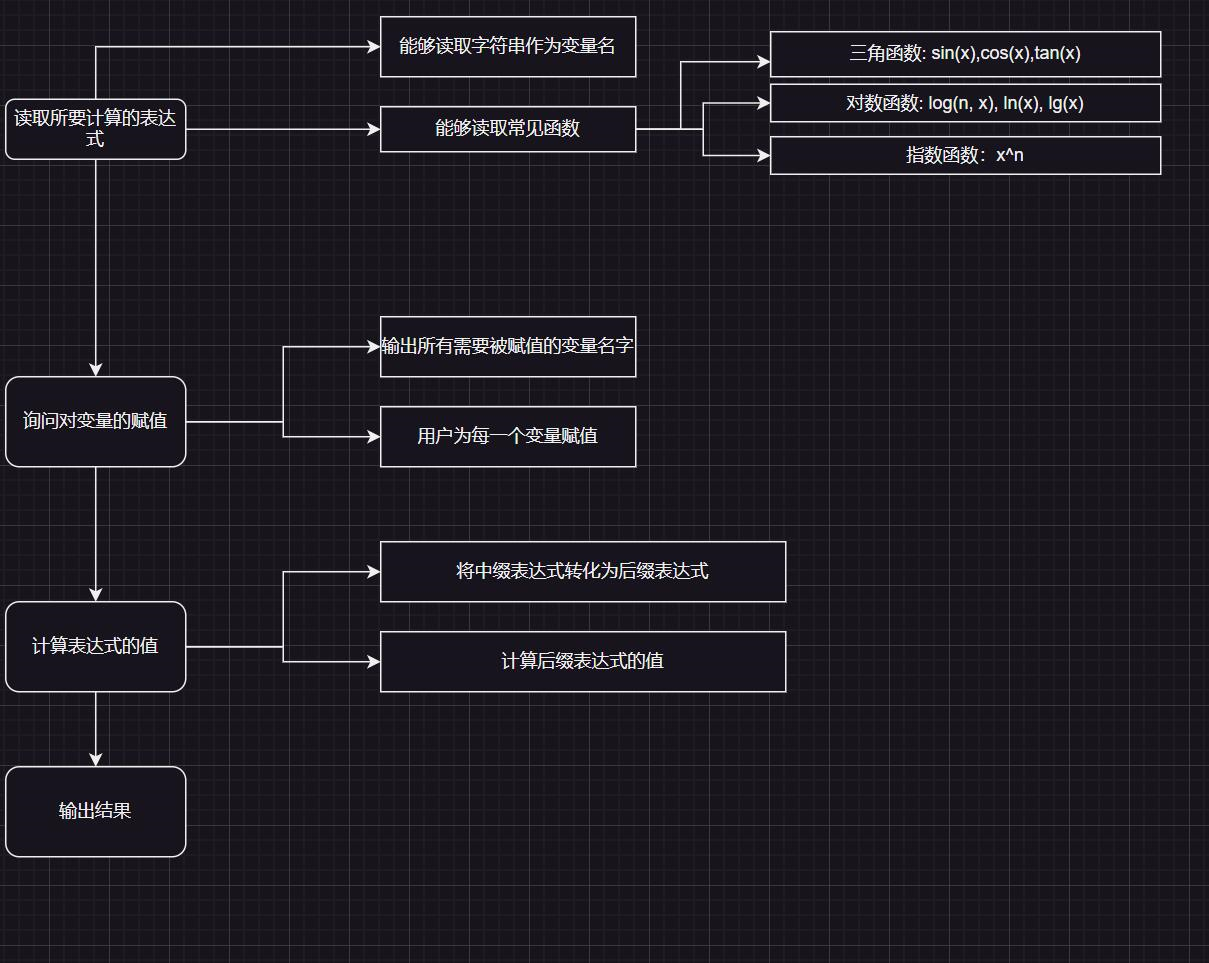 能够读取字符串作为变量名
三角函数: sin(x),cos(x),tan(x)
读取所要计算的表达
式
能够读取常见函数
对数函数: log(n, x), ln(x), lg(x)
指数函数：x^n
输出所有需要被赋值的变量名字
询问对变量的赋值
用户为每一个变量赋值
将中缀表达式转化为后缀表达式
计算表达式的值
计算后缀表达式的值
输出结果